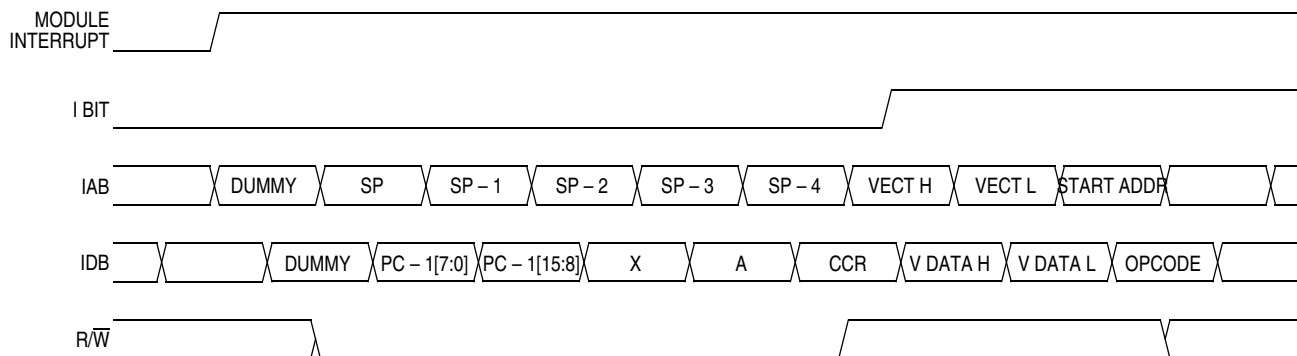 MODULE
INTERRUPT
I BIT
IAB DUMMY SP SP – 1 SP – 2 SP – 3 SP – 4 VECT H VECT L START ADDR
IDB DUMMY PC – 1[7:0] PC – 1[15:8] X A CCR V DATA H V DATA L OPCODE
R/W̅